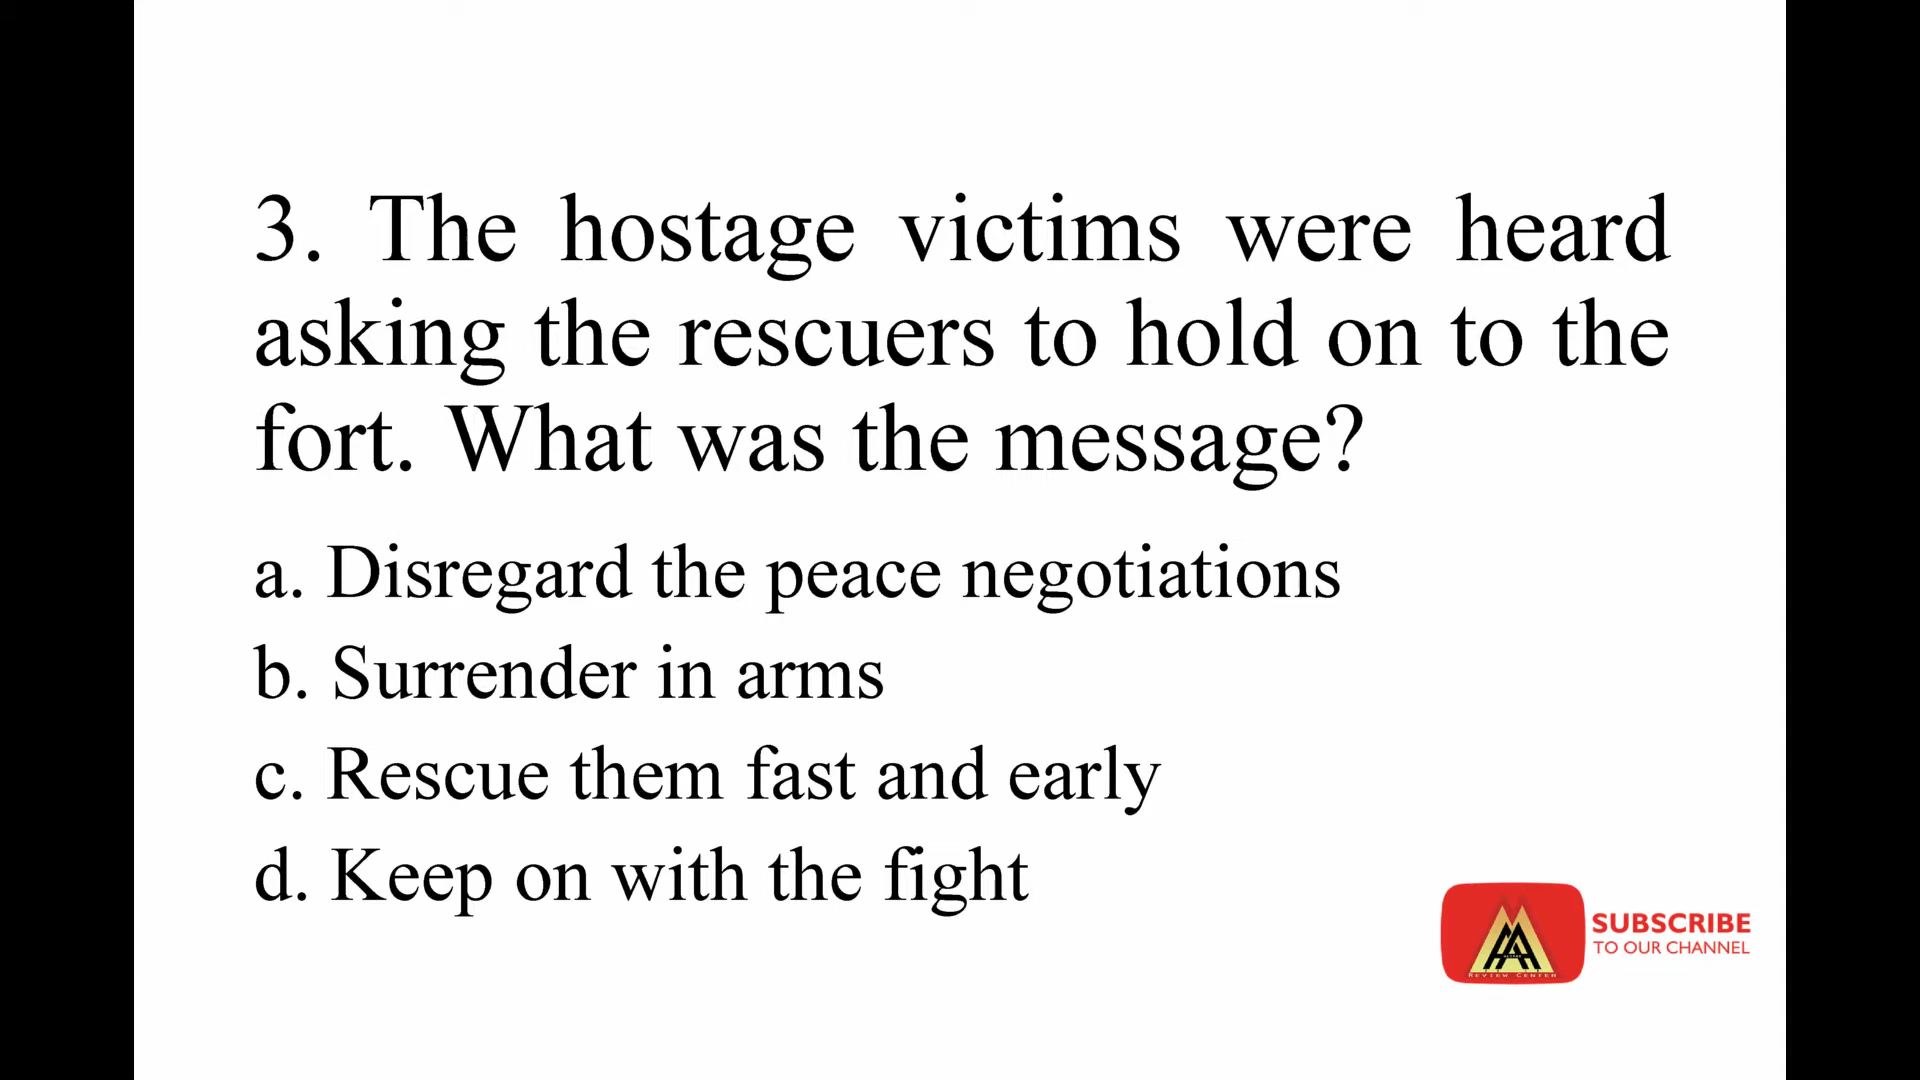 3. The hostage victims were heard
asking the rescuers to hold on to the
fort. What was the message?
a. Disregard the peace negotiations
b. Surrender in arms
c. Rescue them fast and early
d. Keep on with the fight
SUBSCRIBE
TO OUR CHANNEL
REVIEW CENTER